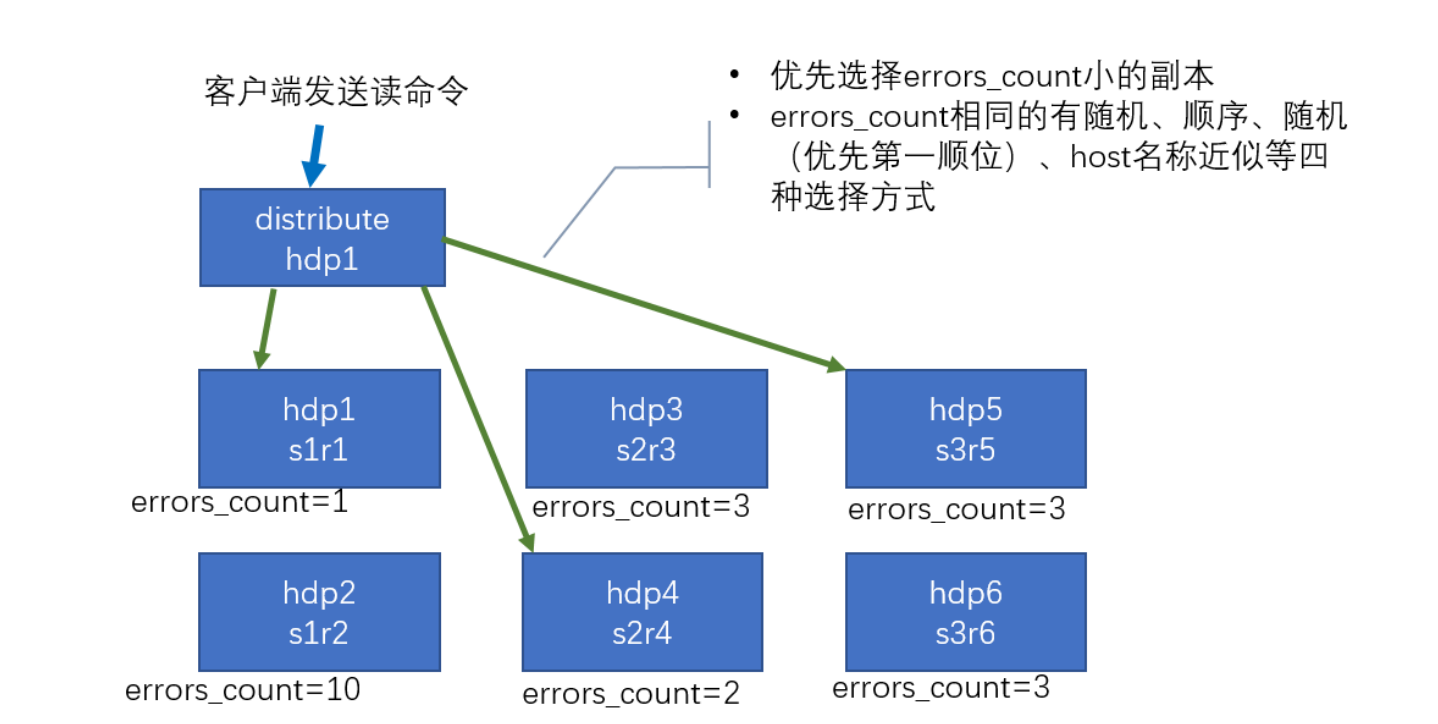 客户端发送读命令
• 优先选择errors_count小的副本
• errors_count相同的有随机、顺序、随机
（优先第一顺位）、host名称近似等四
种选择方式
distribute
hdp1
hdp1
s1r1
errors_count=1
hdp3
s2r3
errors_count=3
hdp5
s3r5
errors_count=3
hdp2
s1r2
errors_count=10
hdp4
s2r4
errors_count=2
hdp6
s3r6
errors_count=3